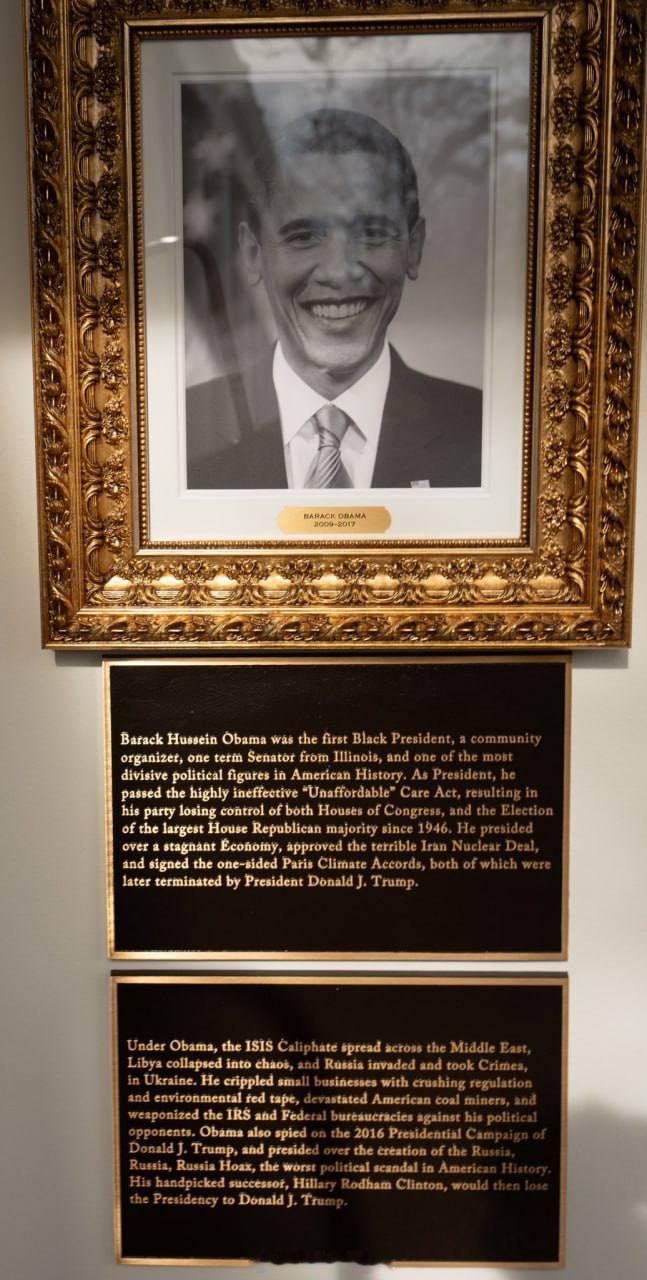 BARACK OBAMA
2009-2017
Barack Hussein Obama was the first Black President, a community
organizer, one term Senator from Illinois, and one of the most
divisive political figures in American History. As President, he
passed the highly ineffective “Unaffordable” Care Act, resulting in
his party losing control of both Houses of Congress, and the Election
of the largest House Republican majority since 1946. He presided
over a stagnant Economy, approved the terrible Iran Nuclear Deal,
and signed the one-sided Paris Climate Accords, both of which were
later terminated by President Donald J. Trump.
Under Obama, the ISIS Caliphate spread across the Middle East,
Libya collapsed into chaos, and Russia invaded and took Crimea,
in Ukraine. He crippled small businesses with crushing regulation
and environmental red tape, devastated American coal miners, and
weaponized the IRS and Federal bureaucracies against his political
opponents. Obama also spied on the 2016 Presidential Campaign of
Donald J. Trump, and presided over the creation of the Russia,
Russia, Russia Hoax, the worst political scandal in American History.
His handpicked successor, Hillary Rodham Clinton, would then lose
the Presidency to Donald J. Trump.